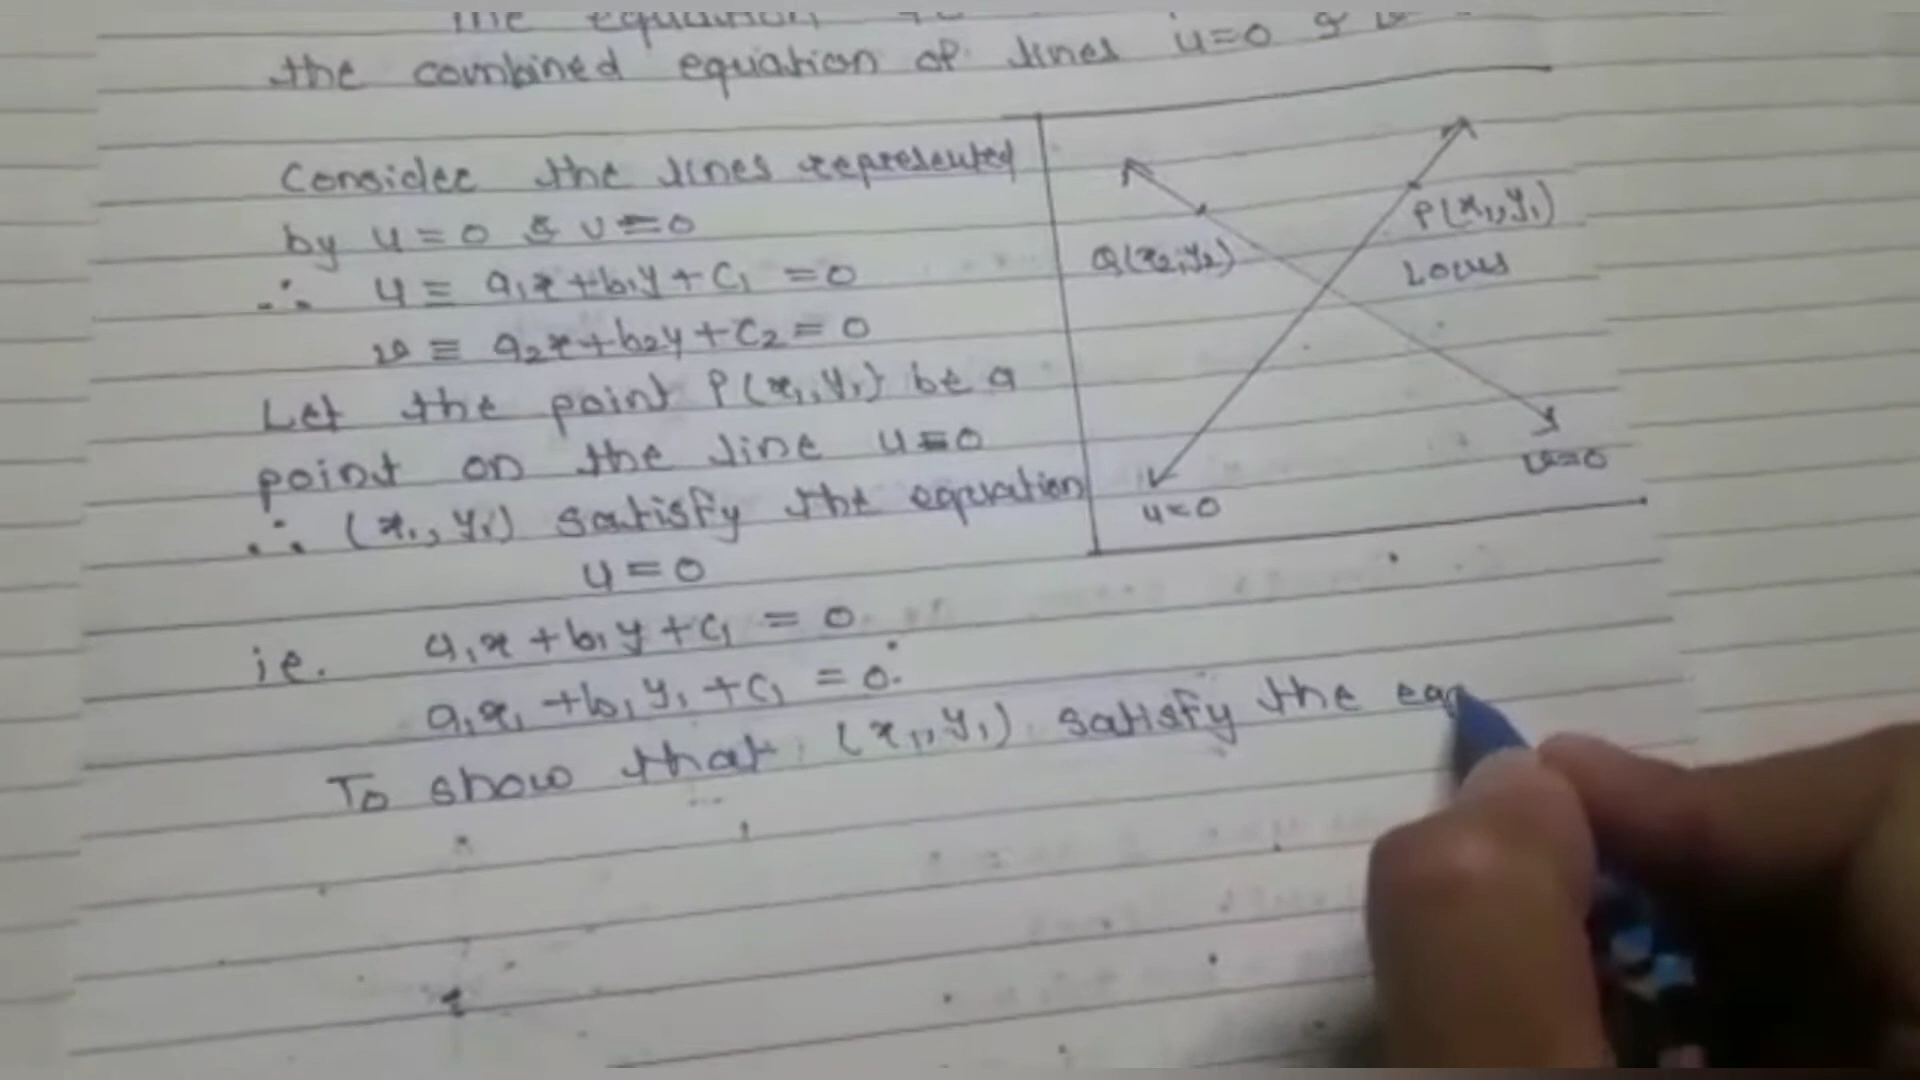 the equation
the combined equation of lines u=0 &
Consider the lines represented
by u=0 & v=0
∴ u ≡ a₁x+b₁y+c₁ =0
v ≡ a₂x+b₂y+c₂=0
Let the point P(x₁,y₁) be a
point on the line u=0
∴ (x₁, y₁) satisfy the equation
u=0
ie. a₁x+b₁y+c₁ = 0
a₁x₁+b₁y₁+c₁ =0.
To show that (x₁,y₁) satisfy the eq
P(x₁,y₁)
Q(x₂,y₂)
Locus
v=0
u=0